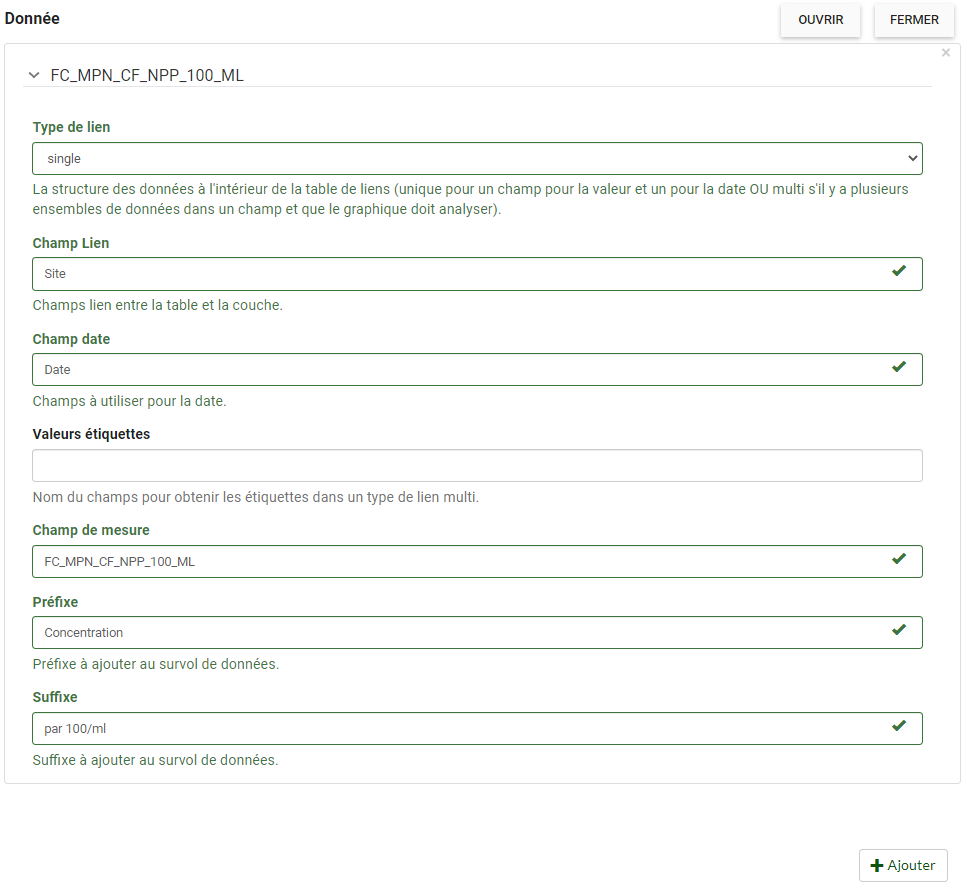 Donnée
OUVRIR
FERMER
×
FC_MPN_CF_NPP_100_ML
Type de lien
single
La structure des données à l'intérieur de la table de liens (unique pour un champ pour la valeur et un pour la date OU multi s'il y a plusieurs
ensembles de données dans un champ et que le graphique doit analyser).
Champ Lien
Site
Champs lien entre la table et la couche.
Champ date
Date
Champs à utiliser pour la date.
Valeurs étiquettes
Nom du champs pour obtenir les étiquettes dans un type de lien multi.
Champ de mesure
FC_MPN_CF_NPP_100_ML
Préfixe
Concentration
Préfixe à ajouter au survol de données.
Suffixe
par 100/ml
Suffixe à ajouter au survol de données.
Ajouter